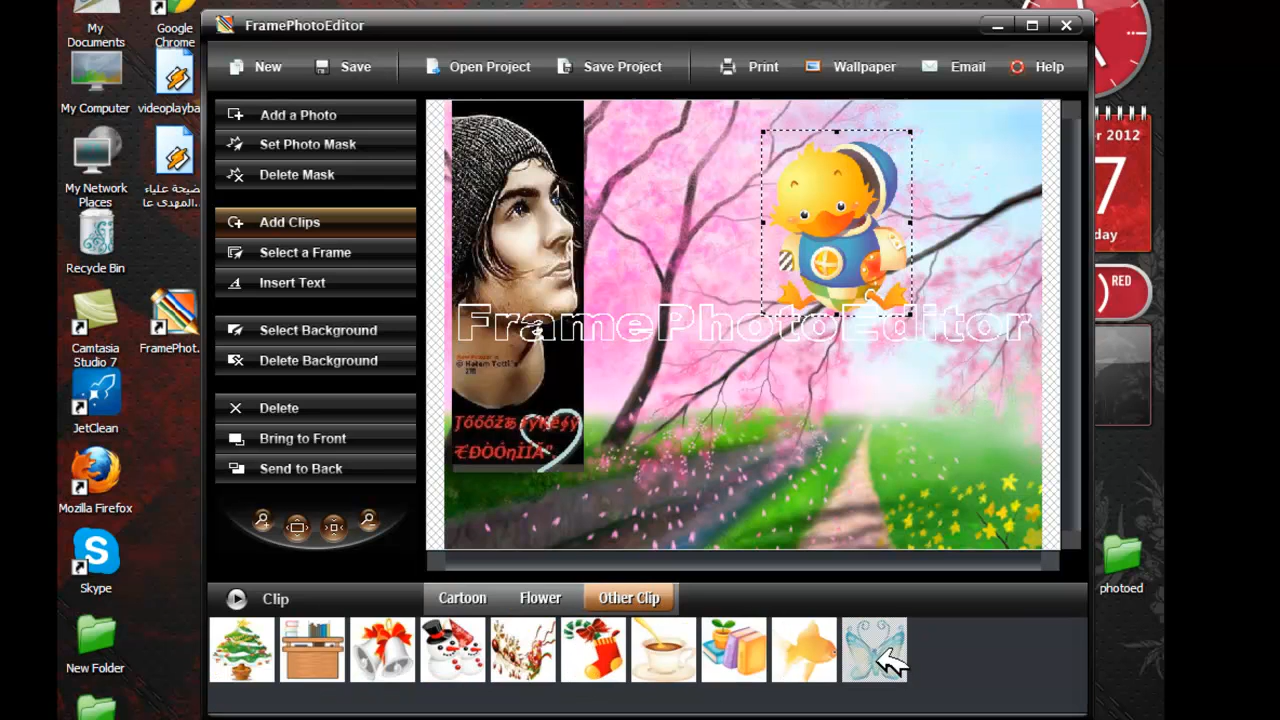 My
Documents
Google
Chrome
My Computer
videoplayba
My Network
Places
Recycle Bin
Camtasia
Studio 7
FramePhot.
JetClean
Mozilla Firefox
Skype
New Folder
FramePhotoEditor
New
Save
Open Project
Save Project
Print
Wallpaper
Email
Help
Add a Photo
Set Photo Mask
Delete Mask
Add Clips
Select a Frame
Insert Text
Select Background
Delete Background
Delete
Bring to Front
Send to Back
FramePhotoEditor
Clip
Cartoon
Flower
Other Clip
r 2012
7
day
RED
photoed